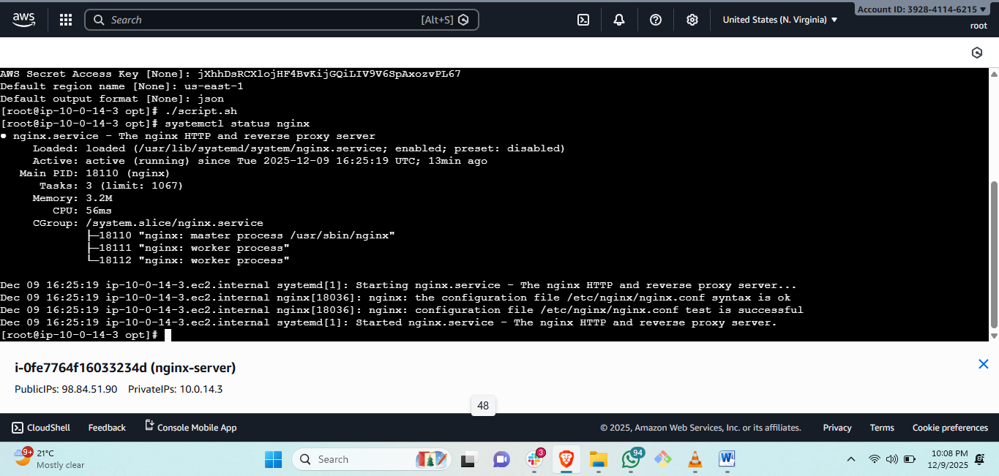 aws
Search
[Alt+S]
United States (N. Virginia)
Account ID: 3928-4114-6215
root
AWS Secret Access Key [None]: jXhhDsRCXlojHF4BvKijGQiLIV9V6SpAxozvPL67
Default region name [None]: us-east-1
Default output format [None]: json
[root@ip-10-0-14-3 opt]# ./script.sh
[root@ip-10-0-14-3 opt]# systemctl status nginx
● nginx.service - The nginx HTTP and reverse proxy server
Loaded: loaded (/usr/lib/systemd/system/nginx.service; enabled; preset: disabled)
Active: active (running) since Tue 2025-12-09 16:25:19 UTC; 13min ago
Main PID: 18110 (nginx)
Tasks: 3 (limit: 1067)
Memory: 3.2M
CPU: 56ms
CGroup: /system.slice/nginx.service
├─18110 "nginx: master process /usr/sbin/nginx"
├─18111 "nginx: worker process"
└─18112 "nginx: worker process"
Dec 09 16:25:19 ip-10-0-14-3.ec2.internal systemd[1]: Starting nginx.service - The nginx HTTP and reverse proxy server...
Dec 09 16:25:19 ip-10-0-14-3.ec2.internal nginx[18036]: nginx: the configuration file /etc/nginx/nginx.conf syntax is ok
Dec 09 16:25:19 ip-10-0-14-3.ec2.internal nginx[18036]: nginx: configuration file /etc/nginx/nginx.conf test is successful
Dec 09 16:25:19 ip-10-0-14-3.ec2.internal systemd[1]: Started nginx.service - The nginx HTTP and reverse proxy server.
[root@ip-10-0-14-3 opt]#
i-0fe7764f16033234d (nginx-server)
PublicIPs: 98.84.51.90 PrivateIPs: 10.0.14.3
48
CloudShell Feedback Console Mobile App
© 2025, Amazon Web Services, Inc. or its affiliates. Privacy Terms Cookie preferences
9+
21°C
Mostly clear
Search
3
94
W
10:08 PM
12/9/2025